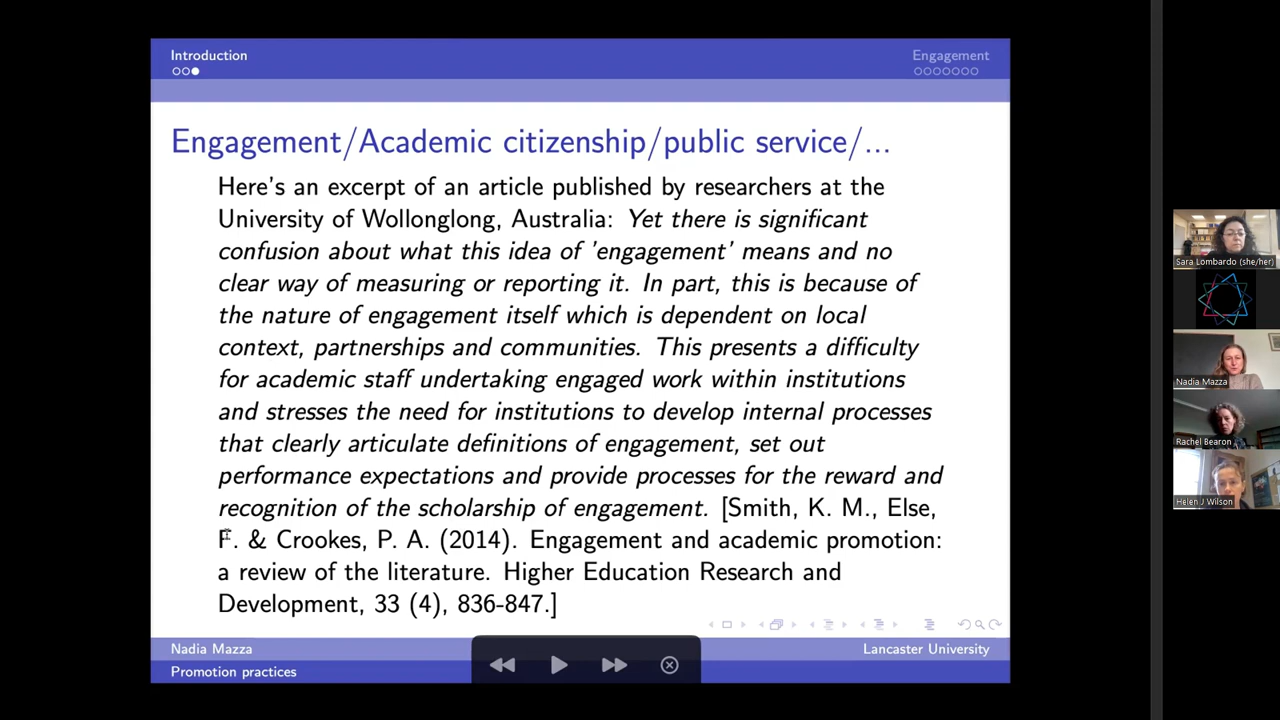 Introduction
Engagement
Engagement/Academic citizenship/public service/...
Here's an excerpt of an article published by researchers at the
University of Wollonglong, Australia: Yet there is significant
confusion about what this idea of 'engagement' means and no
clear way of measuring or reporting it. In part, this is because of
the nature of engagement itself which is dependent on local
context, partnerships and communities. This presents a difficulty
for academic staff undertaking engaged work within institutions
and stresses the need for institutions to develop internal processes
that clearly articulate definitions of engagement, set out
performance expectations and provide processes for the reward and
recognition of the scholarship of engagement. [Smith, K. M., Else,
F. & Crookes, P. A. (2014). Engagement and academic promotion:
a review of the literature. Higher Education Research and
Development, 33 (4), 836-847.]
Nadia Mazza
Lancaster University
Promotion practices
Sara Lombardo (she/her)
Nadia Mazza
Rachel Bearon
Helen J Wilson